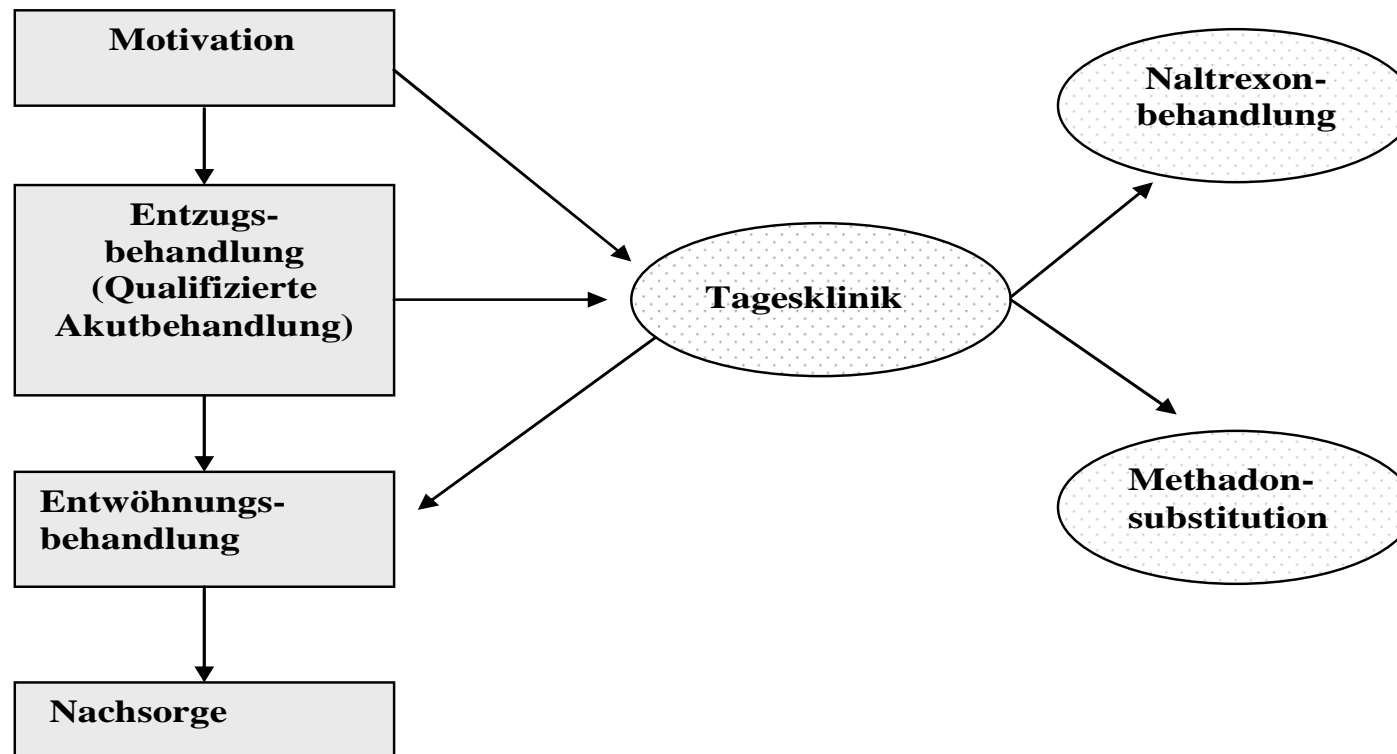 Motivation
Naltrexon-
behandlung
Entzugs-
behandlung
(Qualifizierte
Akutbehandlung)
Tagesklinik
Entwöhnungs-
behandlung
Methadon-
substitution
Nachsorge